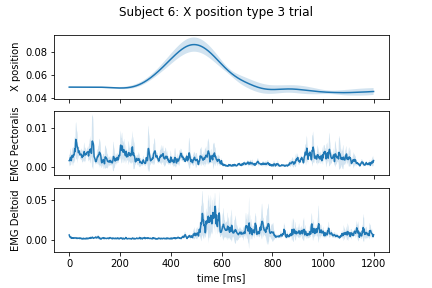 Subject 6: X position type 3 trial
X position
0.08
0.06
0.04
EMG Pectoralis
0.01
0.00
EMG Deltoid
0.05
0.00
0 200 400 600 800 1000 1200
time [ms]